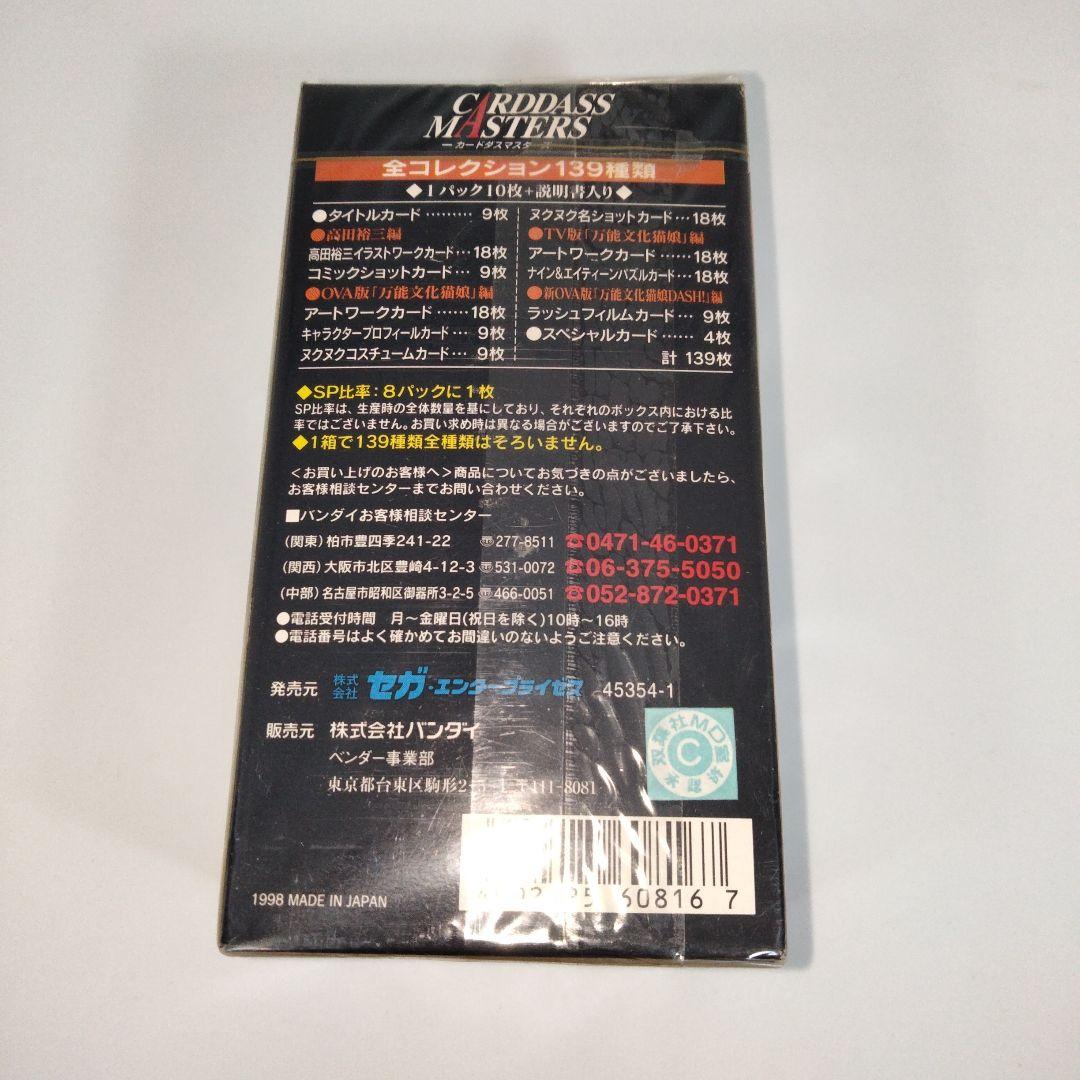 CARDDASS
MASTERS
ーカードダスマスターズ
全コレクション139種類
◆1パック10枚+説明書入り◆
●タイトルカード ……… 9枚
●高田裕三編
高田裕三イラストワークカード… 18枚
コミックショットカード … 9枚
●OVA版「万能文化猫娘」編
アートワークカード ……18枚
キャラクタープロフィールカード… 9枚
ヌクヌクコスチュームカード… 9枚
ヌクヌク名ショットカード…18枚
●TV版「万能文化猫娘」編
アートワークカード ……18枚
ナイン&エイティーンパズルカード…18枚
●新OVA版「万能文化猫娘DASH!」編
ラッシュフィルムカード… 9枚
●スペシャルカード …… 4枚
計 139枚
◆SP比率:8パックに1枚
SP比率は、生産時の全体数量を基にしており、それぞれのボックス内における比
率ではございません。お買い求め時は異なる場合がございますのでご了承下さい。
◆1箱で139種類全種類はそろいません。
<お買い上げのお客様へ>商品についてお気づきの点がございましたら、
お客様相談センターまでお問い合わせください。
■バンダイお客様相談センター
(関東)柏市豊四季241-22 〠277-8511 ☎0471-46-0371
(関西)大阪市北区豊崎4-12-3 〠531-0072 ☎06-375-5050
(中部)名古屋市昭和区御器所3-2-5 〠466-0051 ☎052-872-0371
●電話受付時間 月〜金曜日(祝日を除く)10時〜16時
●電話番号はよく確かめてお間違いのないようご注意ください。
発売元 株式会社 セガ・エンタープライゼス 45354-1
販売元 株式会社バンダイ
ベンダー事業部
東京都台東区駒形2-5-4 〒111-8081
双葉社MD版
C
承認済
1998 MADE IN JAPAN
60816 7